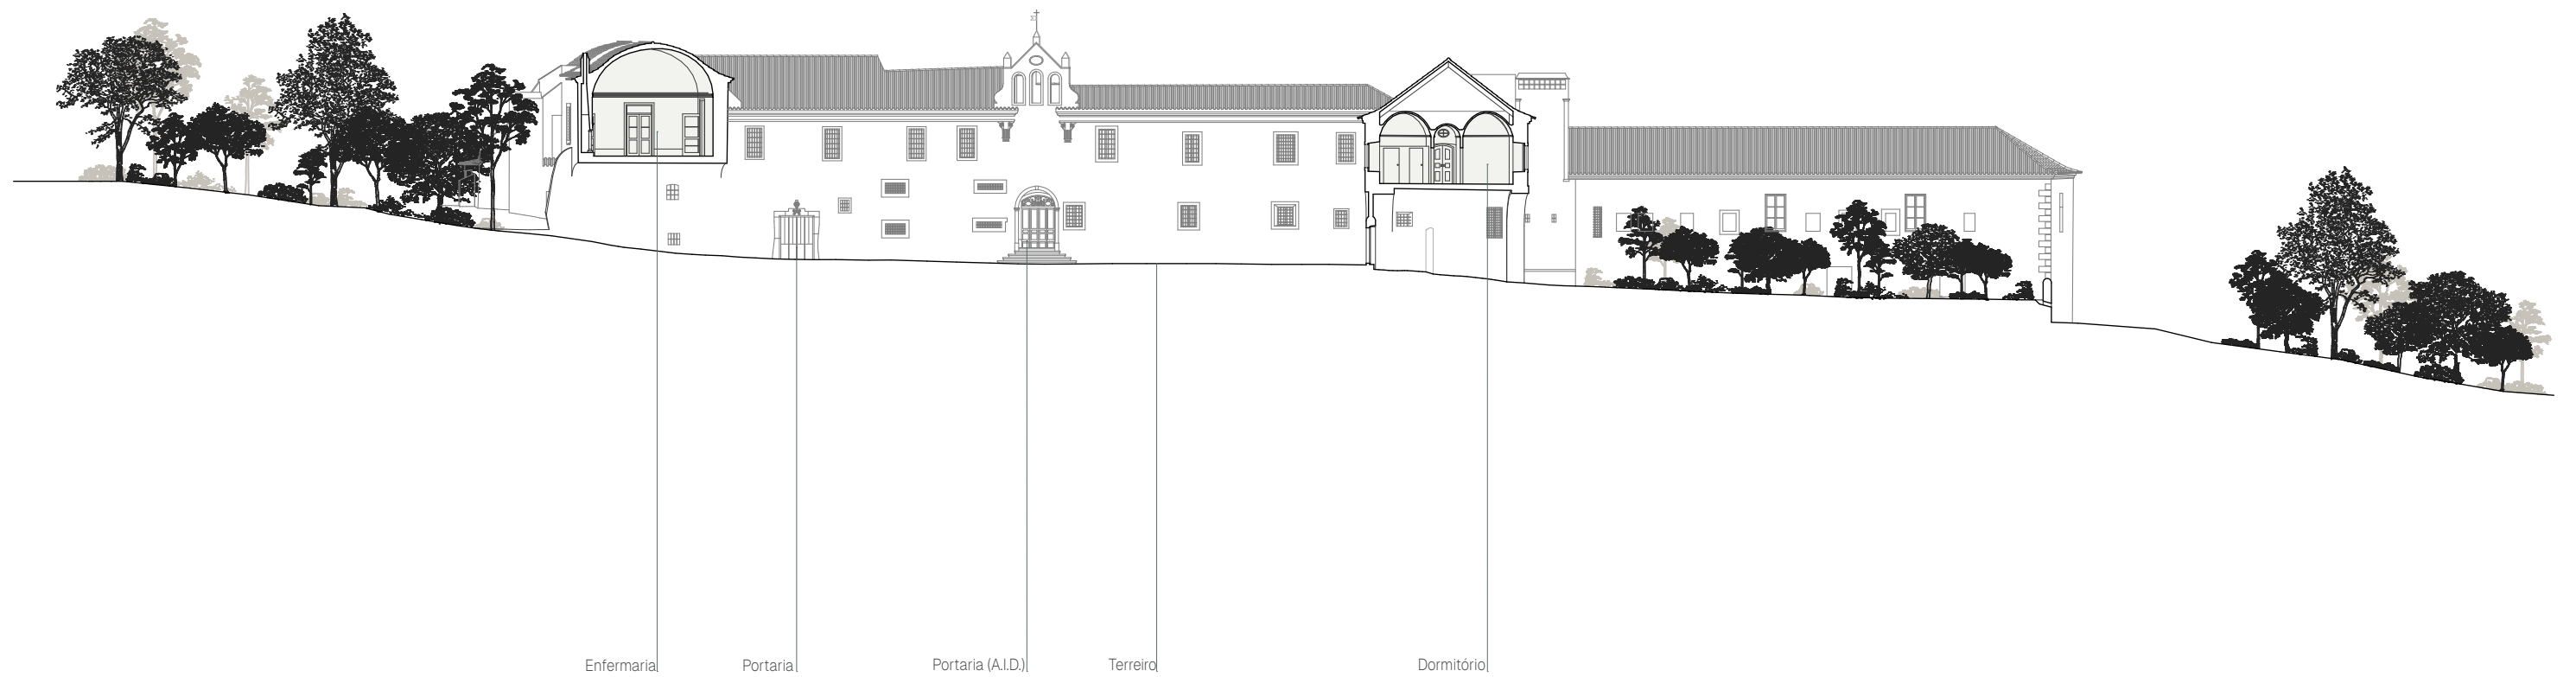 Enfermaria
Portaria
Portaria (A.I.D.)
Terreiro
Dormitório